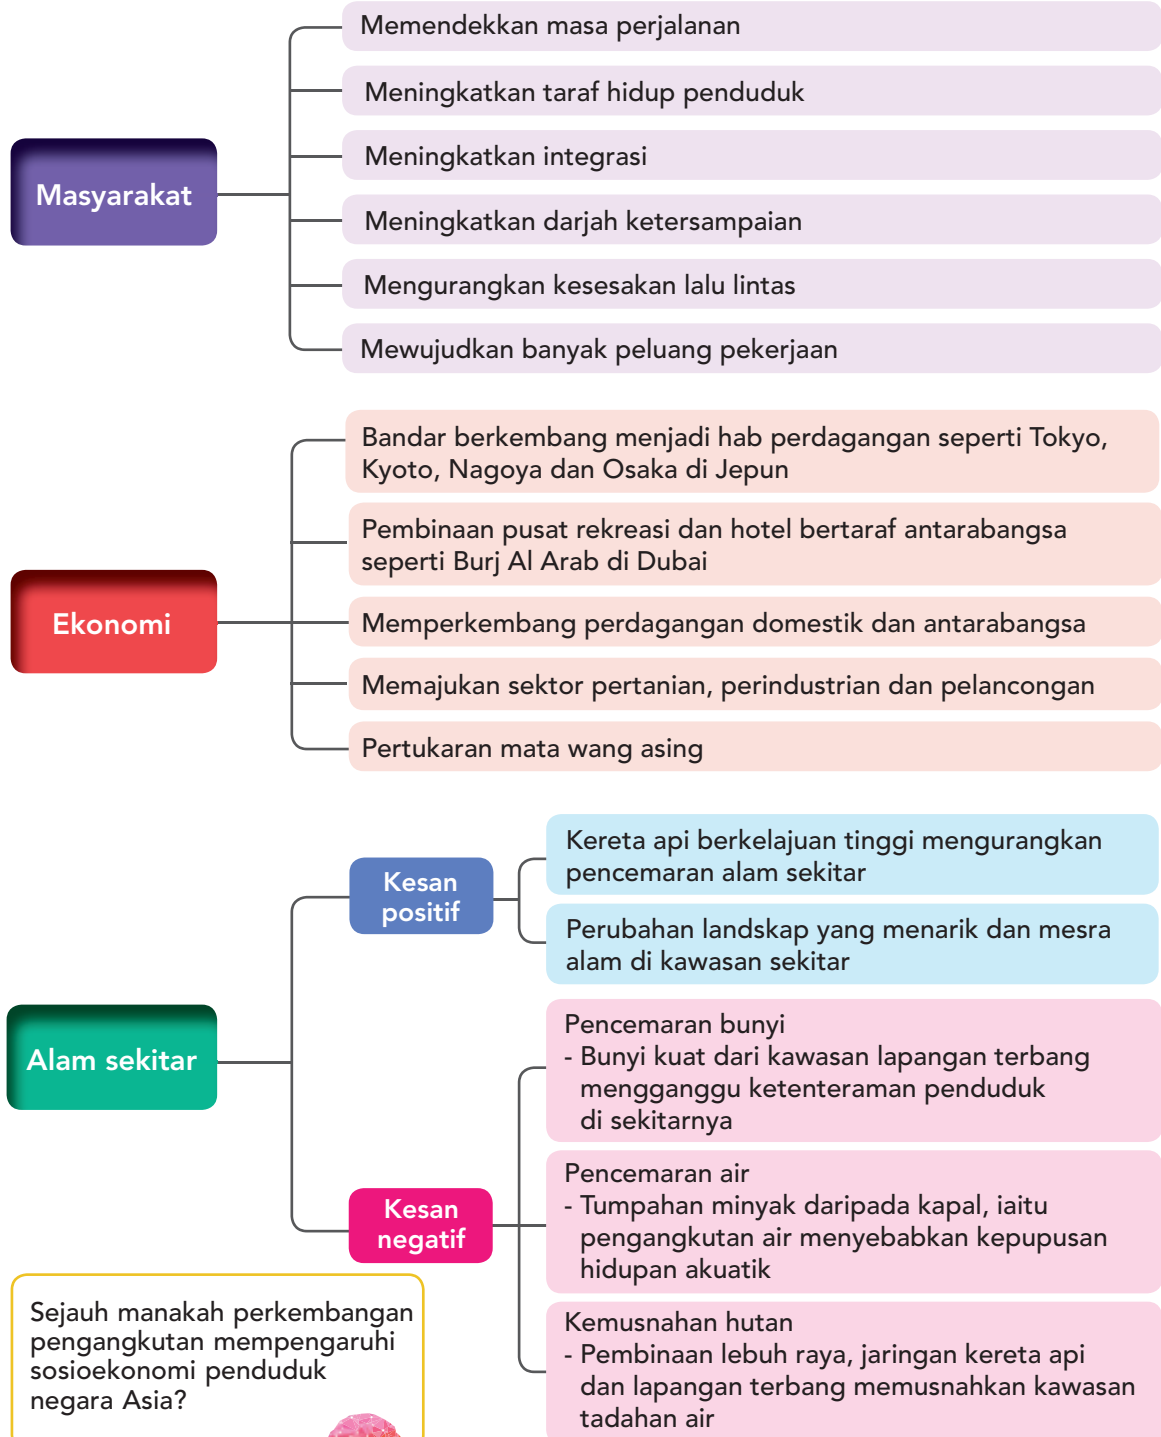 Masyarakat
Memendekkan masa perjalanan
Meningkatkan taraf hidup penduduk
Meningkatkan integrasi
Meningkatkan darjah ketersampaian
Mengurangkan kesesakan lalu lintas
Mewujudkan banyak peluang pekerjaan
Ekonomi
Bandar berkembang menjadi hab perdagangan seperti Tokyo,
Kyoto, Nagoya dan Osaka di Jepun
Pembinaan pusat rekreasi dan hotel bertaraf antarabangsa
seperti Burj Al Arab di Dubai
Memperkembang perdagangan domestik dan antarabangsa
Memajukan sektor pertanian, perindustrian dan pelancongan
Pertukaran mata wang asing
Alam sekitar
Kesan
positif
Kereta api berkelajuan tinggi mengurangkan
pencemaran alam sekitar
Perubahan landskap yang menarik dan mesra
alam di kawasan sekitar
Kesan
negatif
Pencemaran bunyi
- Bunyi kuat dari kawasan lapangan terbang
mengganggu ketenteraman penduduk
di sekitarnya
Pencemaran air
- Tumpahan minyak daripada kapal, iaitu
pengangkutan air menyebabkan kepupusan
hidupan akuatik
Kemusnahan hutan
- Pembinaan lebuh raya, jaringan kereta api
dan lapangan terbang memusnahkan kawasan
tadahan air
Sejauh manakah perkembangan
pengangkutan mempengaruhi
sosioekonomi penduduk
negara Asia?